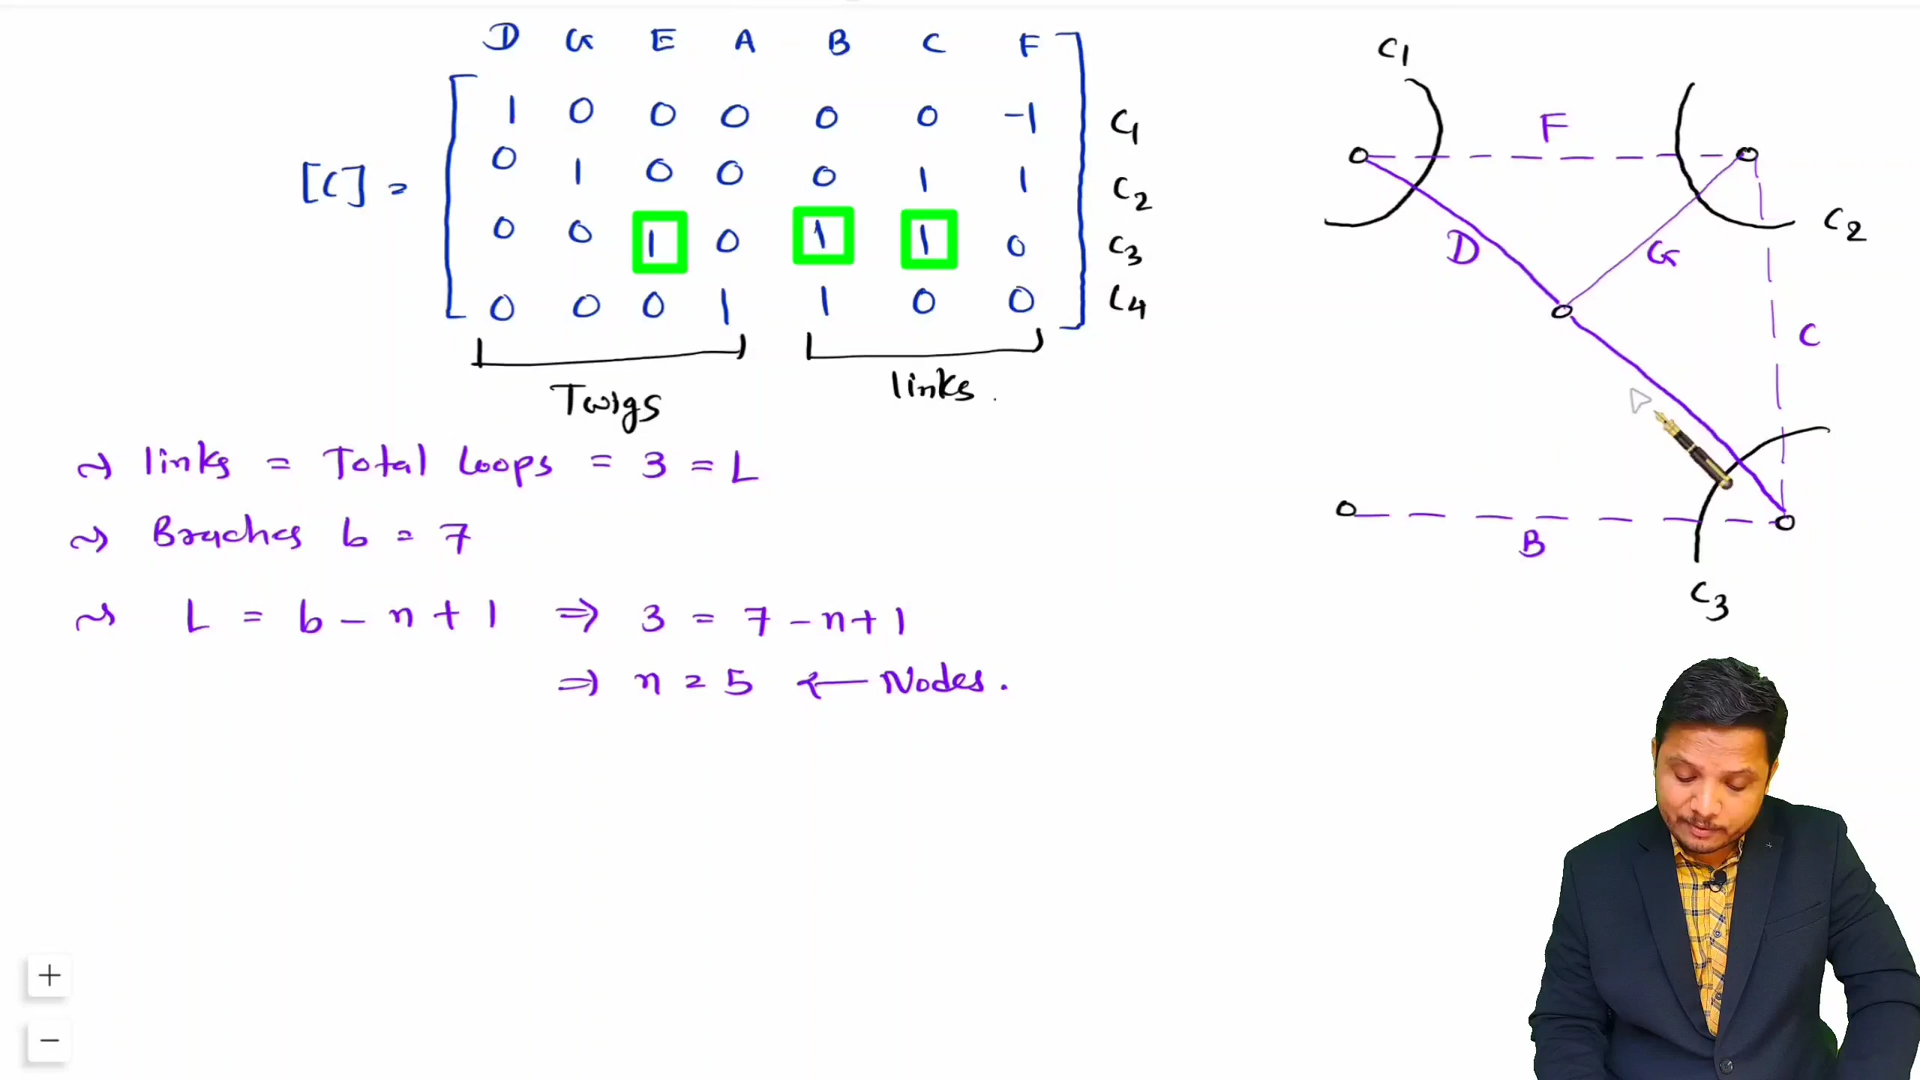 D G E A B C F
1 0 0 0 0 0 -1 C1
0 1 0 0 0 1 1 C2
[C] =
0 0 1 0 1 1 0 C3
0 0 0 1 1 0 0 C4
Twigs
links.
~> links = Total Loops = 3 = L
~> Braches b = 7
~> L = b - n + 1 => 3 = 7 - n + 1
=> n = 5 <- Nodes.
C1
F
C2
D
G
C
B
C3
+
-